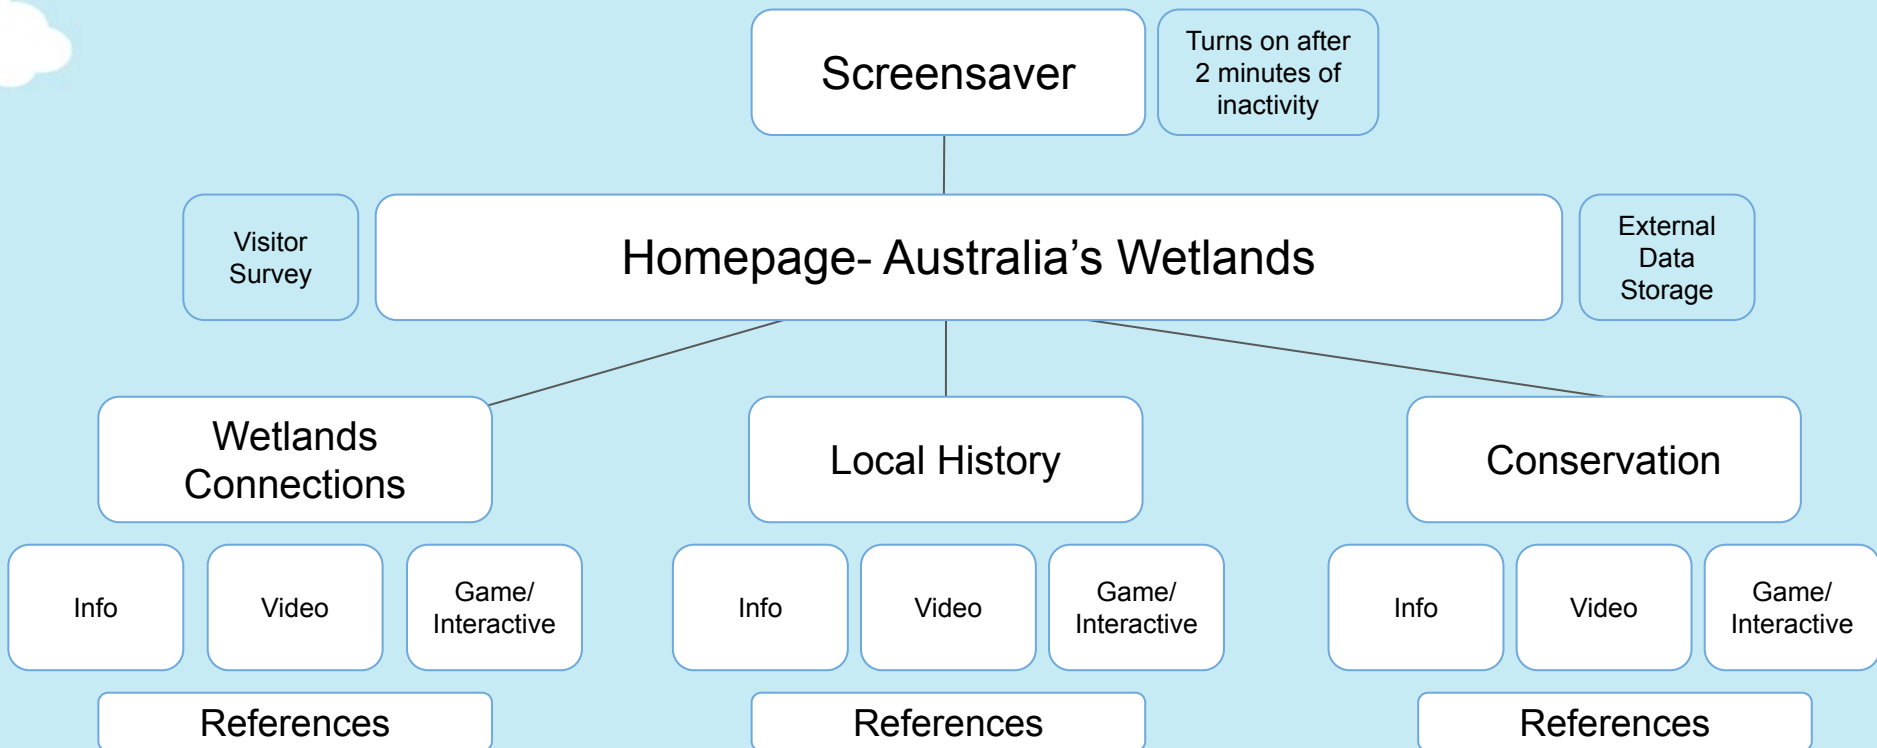 Screensaver
Turns on after
2 minutes of
inactivity
Visitor
Survey
Homepage- Australia’s Wetlands
External
Data
Storage
Wetlands
Connections
Local History
Conservation
Info
Video
Game/
Interactive
Info
Video
Game/
Interactive
Info
Video
Game/
Interactive
References
References
References